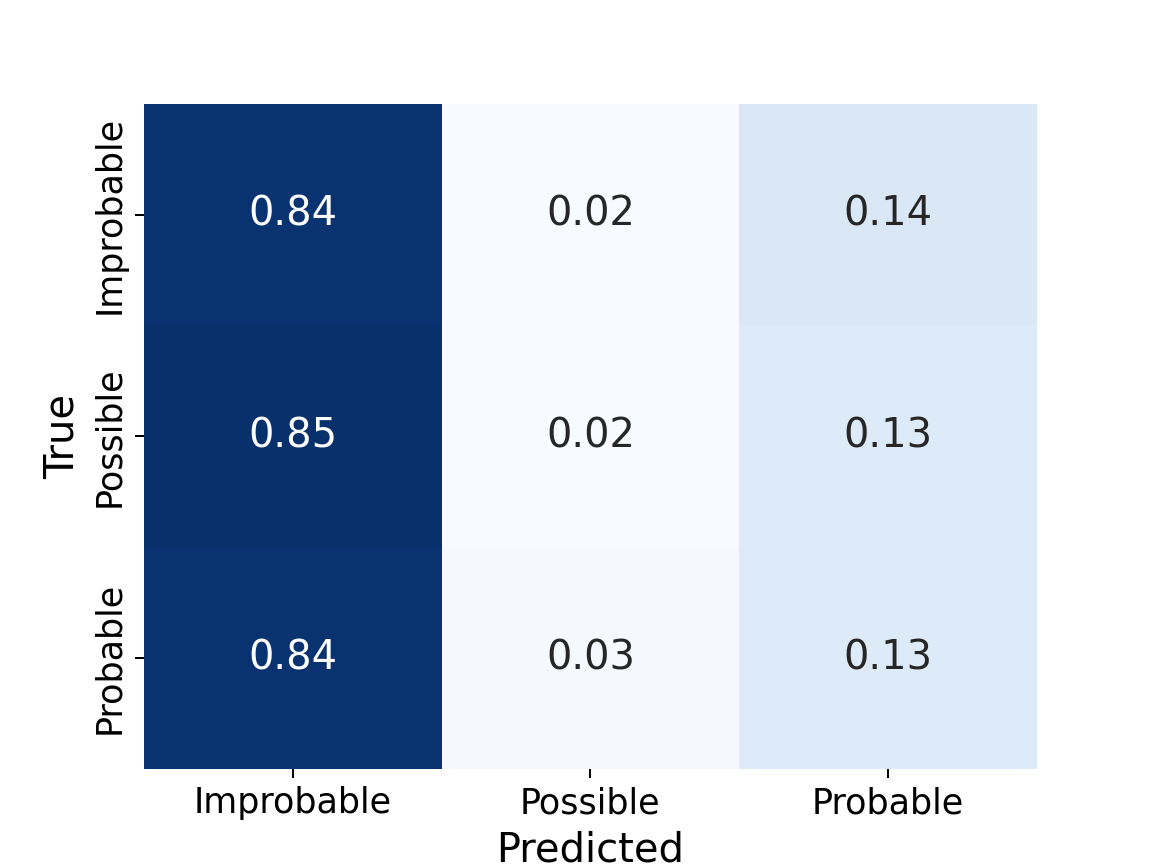 True
Improbable
0.84 0.02 0.14
Possible
0.85 0.02 0.13
Probable
0.84 0.03 0.13
Improbable Possible Probable
Predicted